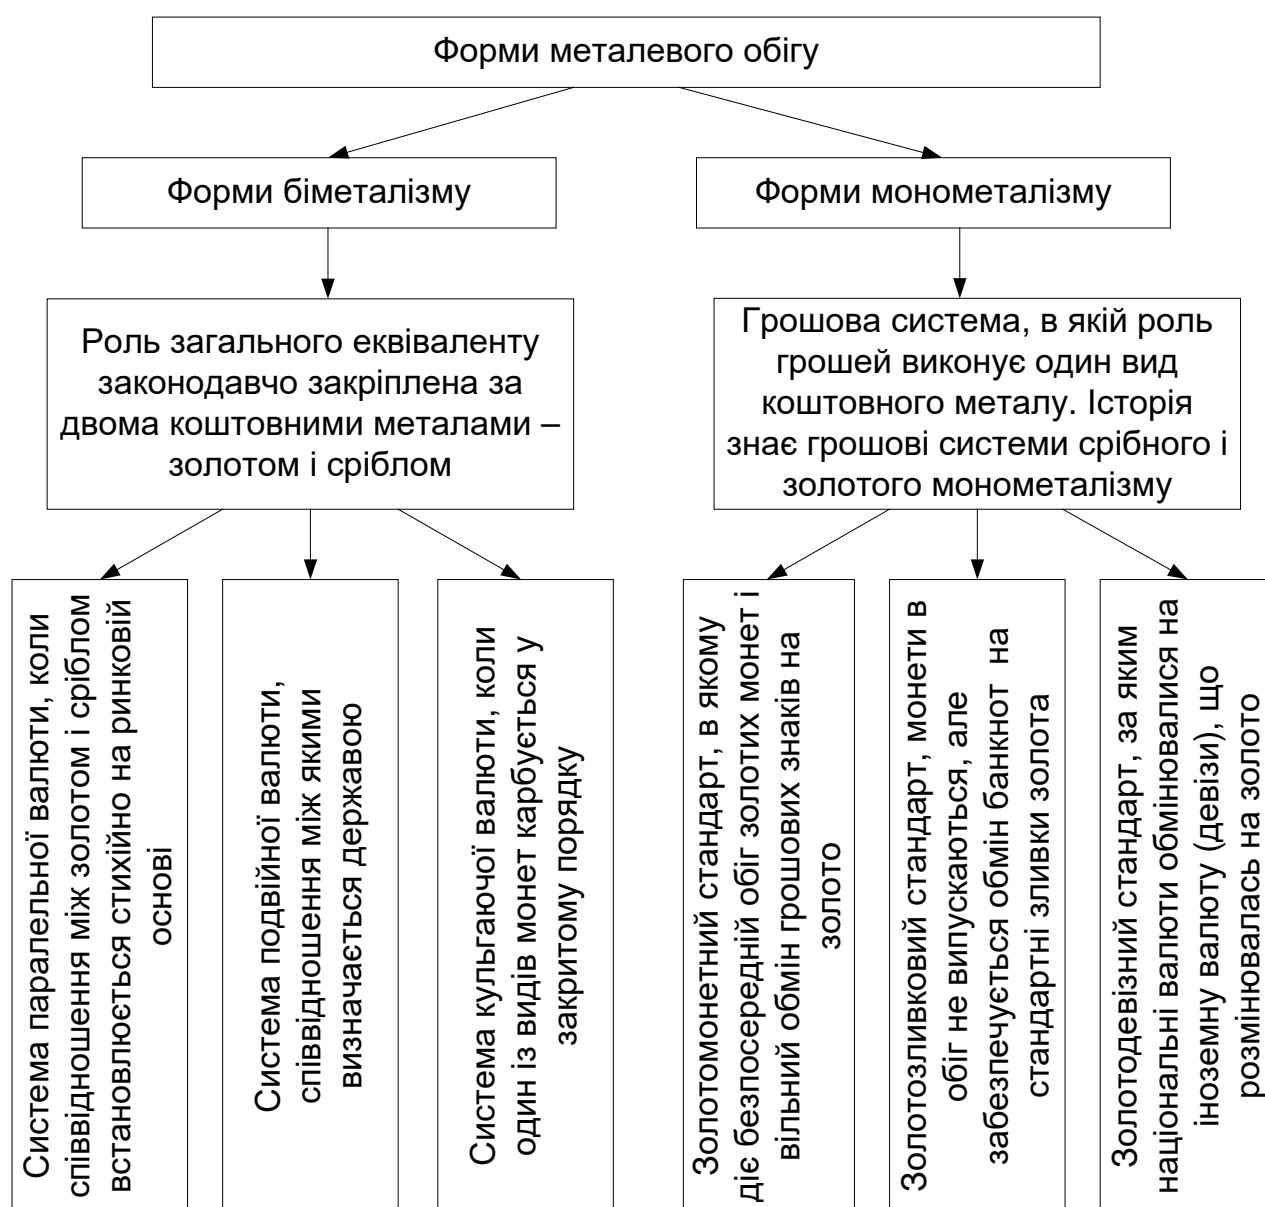 Форми металевого обігу
Форми біметалізму
Форми монометалізму
Роль загального еквіваленту
законодавчо закріплена за
двома коштовними металами –
золотом і сріблом
Грошова система, в якій роль
грошей виконує один вид
коштовного металу. Історія
знає грошові системи срібного і
золотого монометалізму
Система паралельної валюти, коли
співвідношення між золотом і сріблом
встановлюється стихійно на ринковій
основі
Система подвійної валюти,
співвідношення між якими
визначається державою
Система кульгаючої валюти, коли
один із видів монет карбується у
закритому порядку
Золотомонетний стандарт, в якому
діє безпосередній обіг золотих монет і
вільний обмін грошових знаків на
золото
Золотозливковий стандарт, монети в
обіг не випускаються, але
забезпечується обмін банкнот на
стандартні зливки золота
Золотодевізний стандарт, за яким
національні валюти обмінювалися на
іноземну валюту (девізи), що
розмінювалась на золото